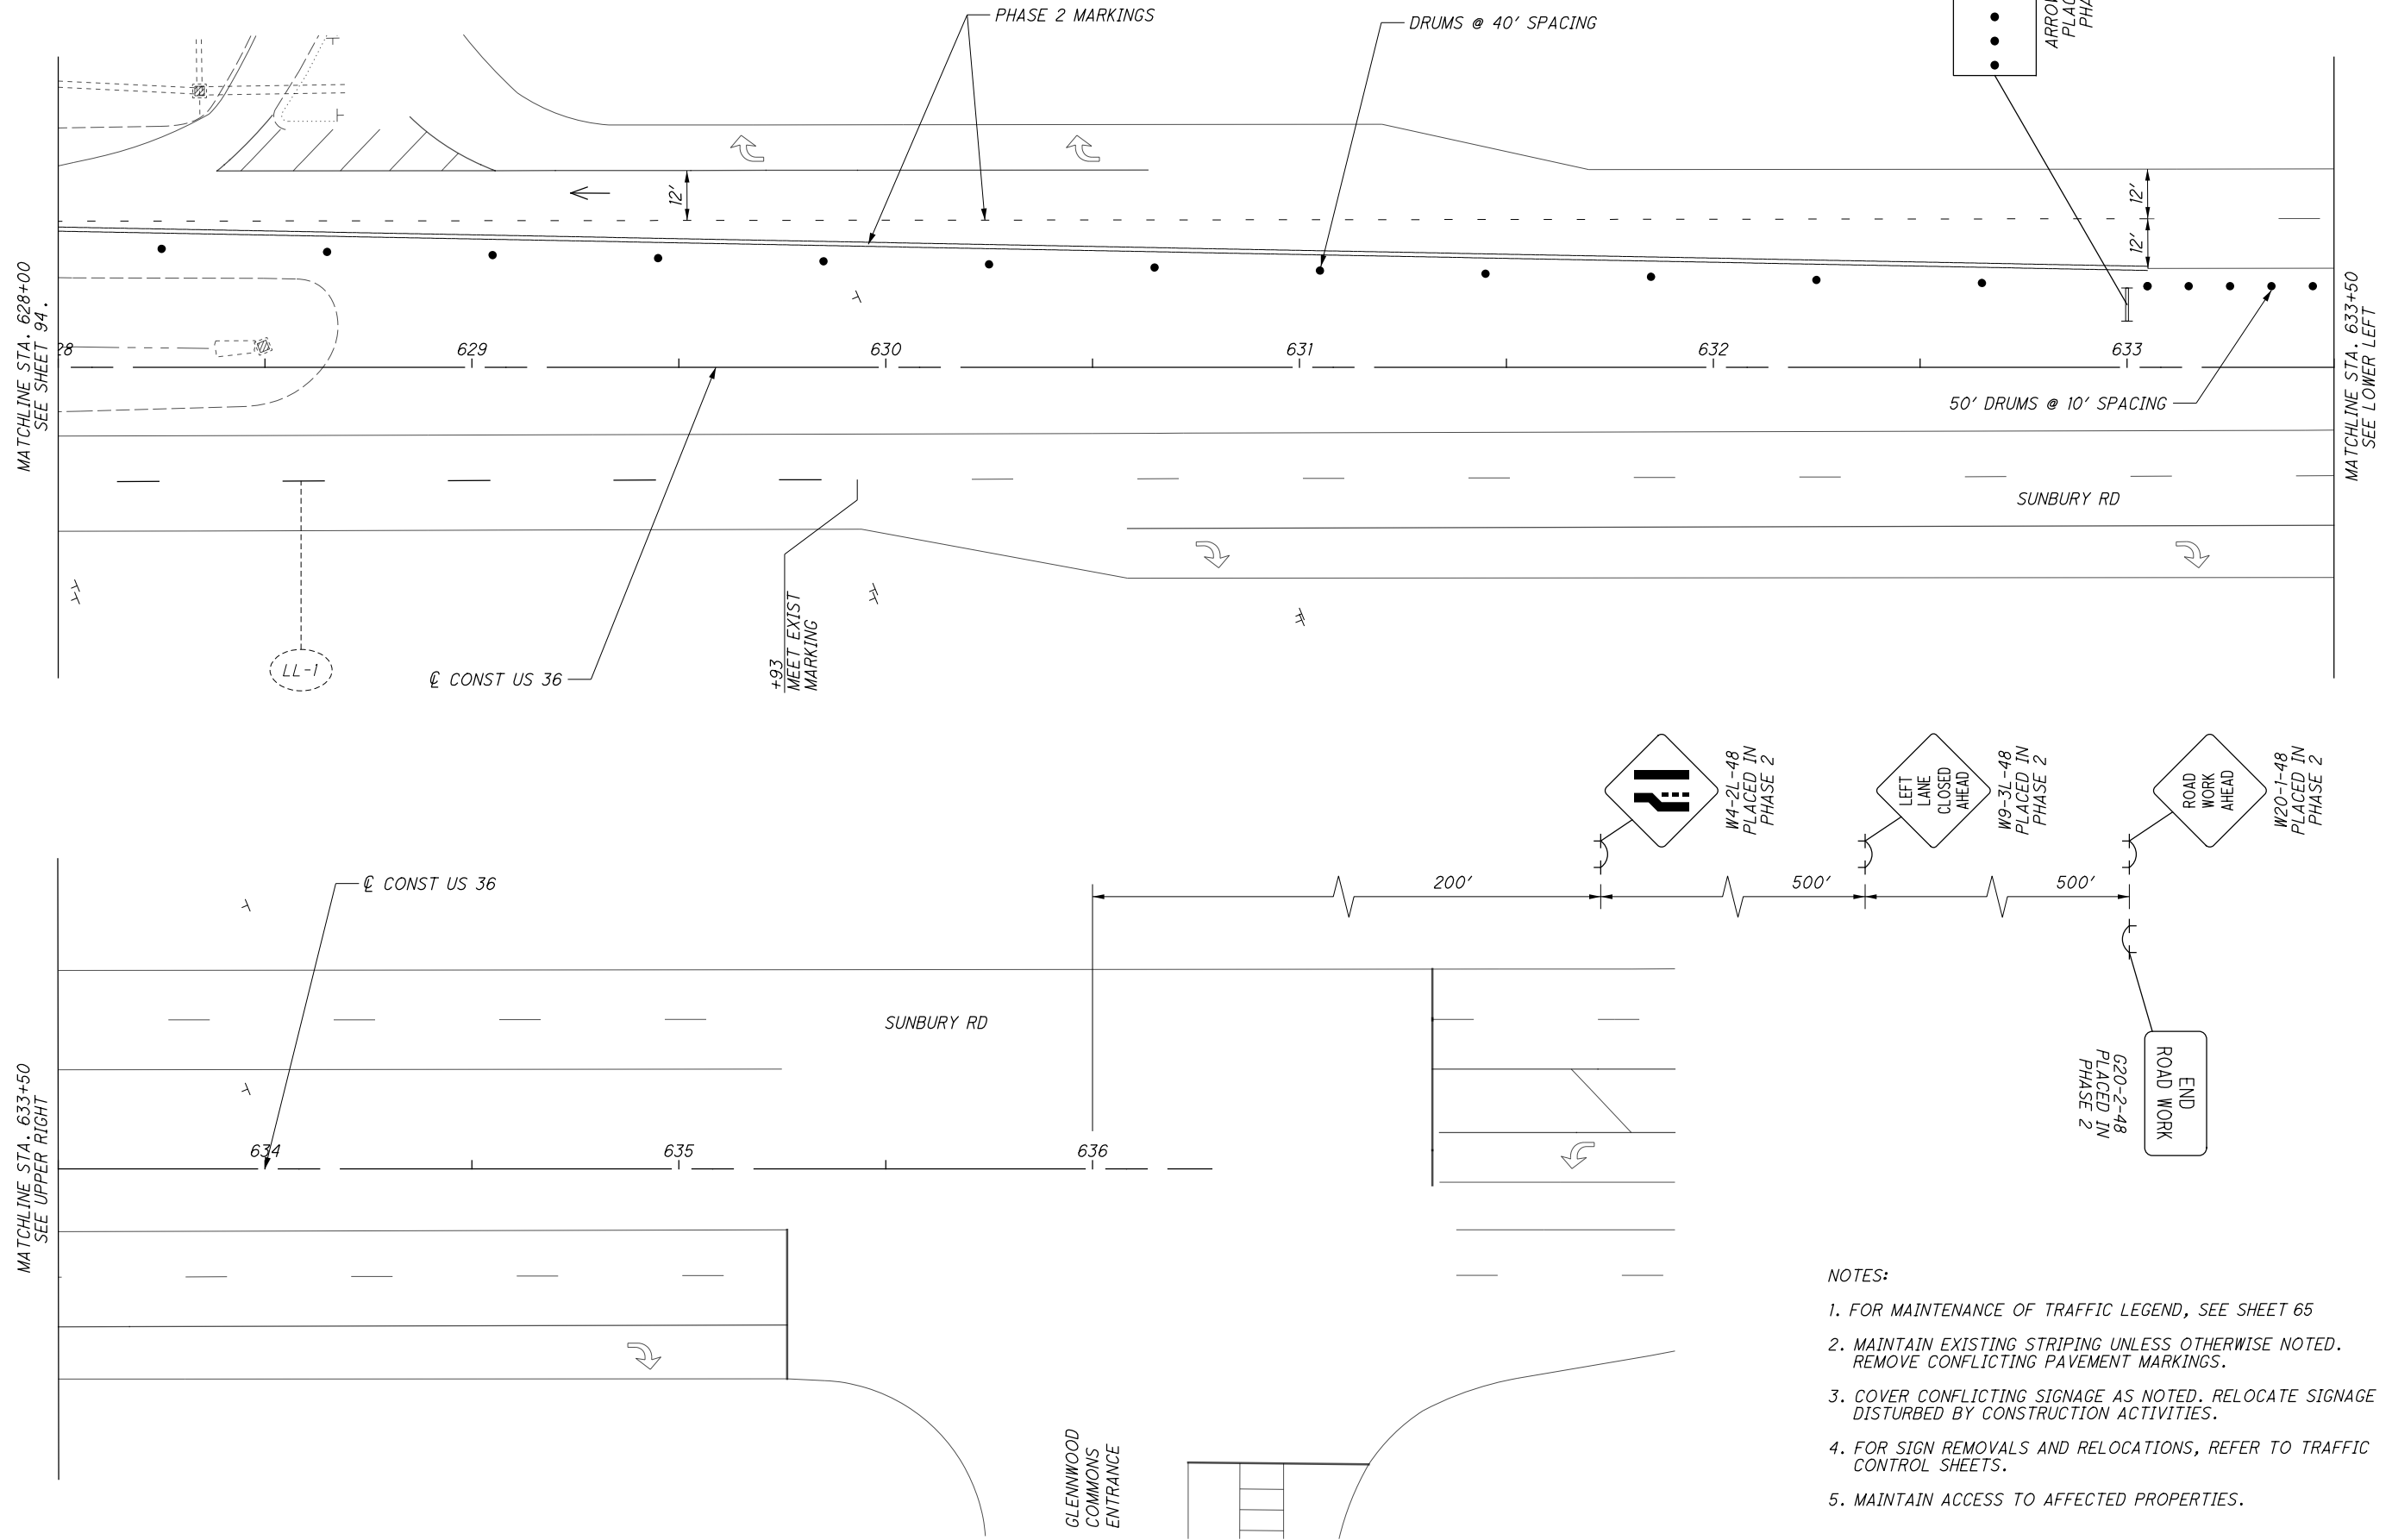 PHASE 2 MARKINGS
DRUMS @ 40' SPACING
12'
12'
12'
MATCHLINE STA. 628+00
SEE SHEET 94.
629
630
631
632
633
50' DRUMS @ 10' SPACING
MATCHLINE STA. 633+50
SEE LOWER LEFT
SUNBURY RD
LL-1
℄ CONST US 36
+93
MEET EXIST
MARKING
W4-2L-48
PLACED IN
PHASE 2
LEFT
LANE
CLOSED
AHEAD
W9-3L-48
PLACED IN
PHASE 2
ROAD
WORK
AHEAD
W20-1-48
PLACED IN
PHASE 2
℄ CONST US 36
200'
500'
500'
SUNBURY RD
END
ROAD WORK
G20-2-48
PLACED IN
PHASE 2
MATCHLINE STA. 633+50
SEE UPPER RIGHT
634
635
636
GLENNWOOD
COMMONS
ENTRANCE
NOTES:
1. FOR MAINTENANCE OF TRAFFIC LEGEND, SEE SHEET 65
2. MAINTAIN EXISTING STRIPING UNLESS OTHERWISE NOTED.
REMOVE CONFLICTING PAVEMENT MARKINGS.
3. COVER CONFLICTING SIGNAGE AS NOTED. RELOCATE SIGNAGE
DISTURBED BY CONSTRUCTION ACTIVITIES.
4. FOR SIGN REMOVALS AND RELOCATIONS, REFER TO TRAFFIC
CONTROL SHEETS.
5. MAINTAIN ACCESS TO AFFECTED PROPERTIES.